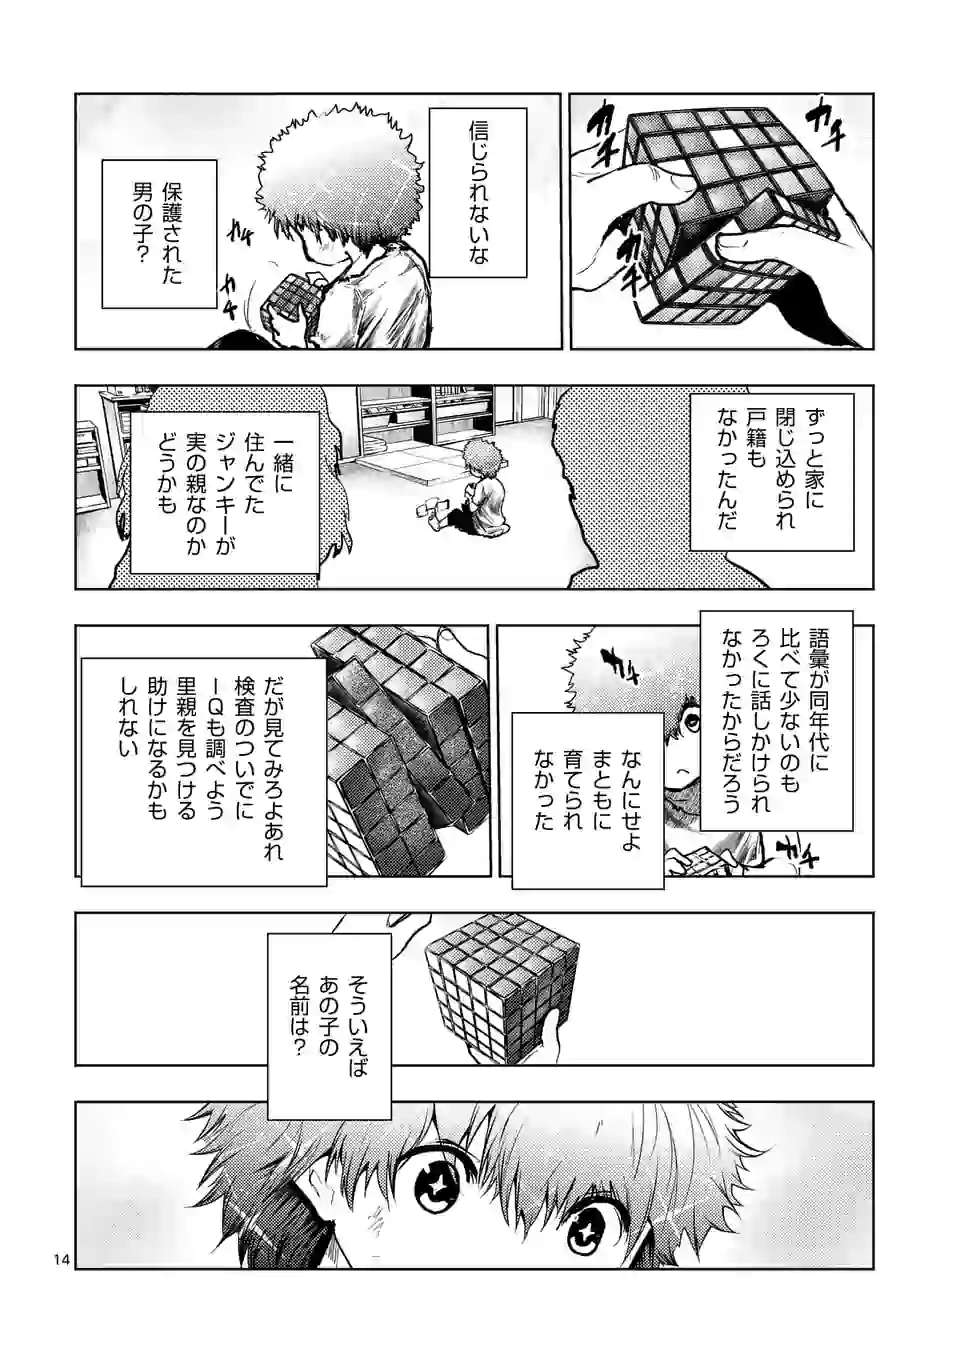 カチ
カチ
カチ
カチ
信じられないな
カチ
カチ
保護された
男の子？
ずっと家に
閉じ込められ
戸籍も
なかったんだ
一緒に
住んでた
ジャンキーが
実の親なのか
どうかも
語彙が同年代に
比べて少ないのも
ろくに話しかけられ
なかったからだろう
なんにせよ
まともに
育てられ
なかった
カチ
だが見てみろよあれ
検査のついでに
IQも調べよう
里親を見つける
助けになるかも
しれない
そういえば
あの子の
名前は？
14